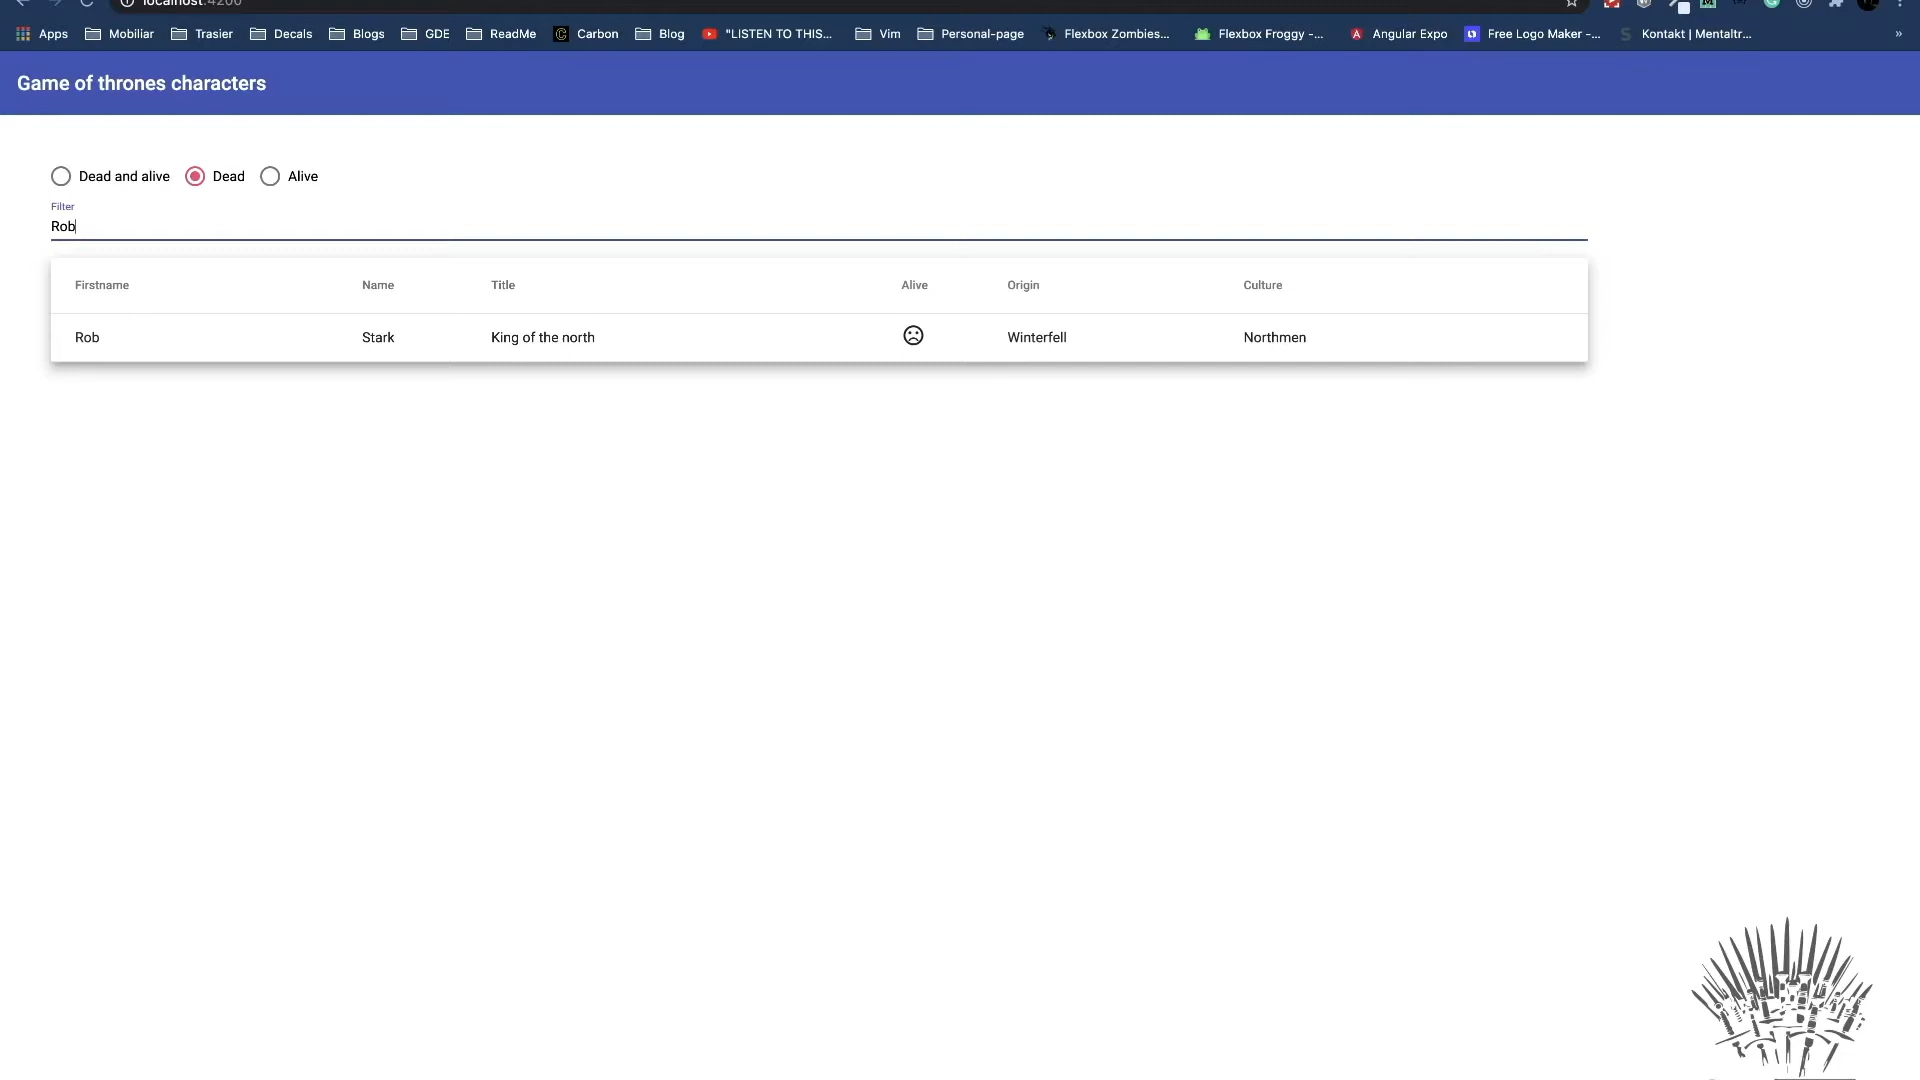 localhost:4200
Apps Mobiliar Trasier Decals Blogs GDE ReadMe Carbon Blog "LISTEN TO THIS... Vim Personal-page Flexbox Zombies... Flexbox Froggy -... Angular Expo Free Logo Maker -... Kontakt | Mentaltr... »
Game of thrones characters
Dead and alive Dead Alive
Filter
Rob
Firstname Name Title Alive Origin Culture
Rob Stark King of the north Winterfell Northmen